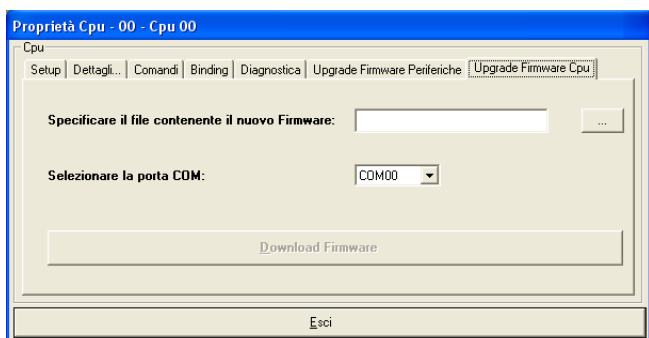 Proprietà Cpu - 00 - Cpu 00
Cpu
Setup Dettagli... Comandi Binding Diagnostica Upgrade Firmware Periferiche Upgrade Firmware Cpu
Specificare il file contenente il nuovo Firmware: ...
Selezionare la porta COM: COM00
Download Firmware
Esci